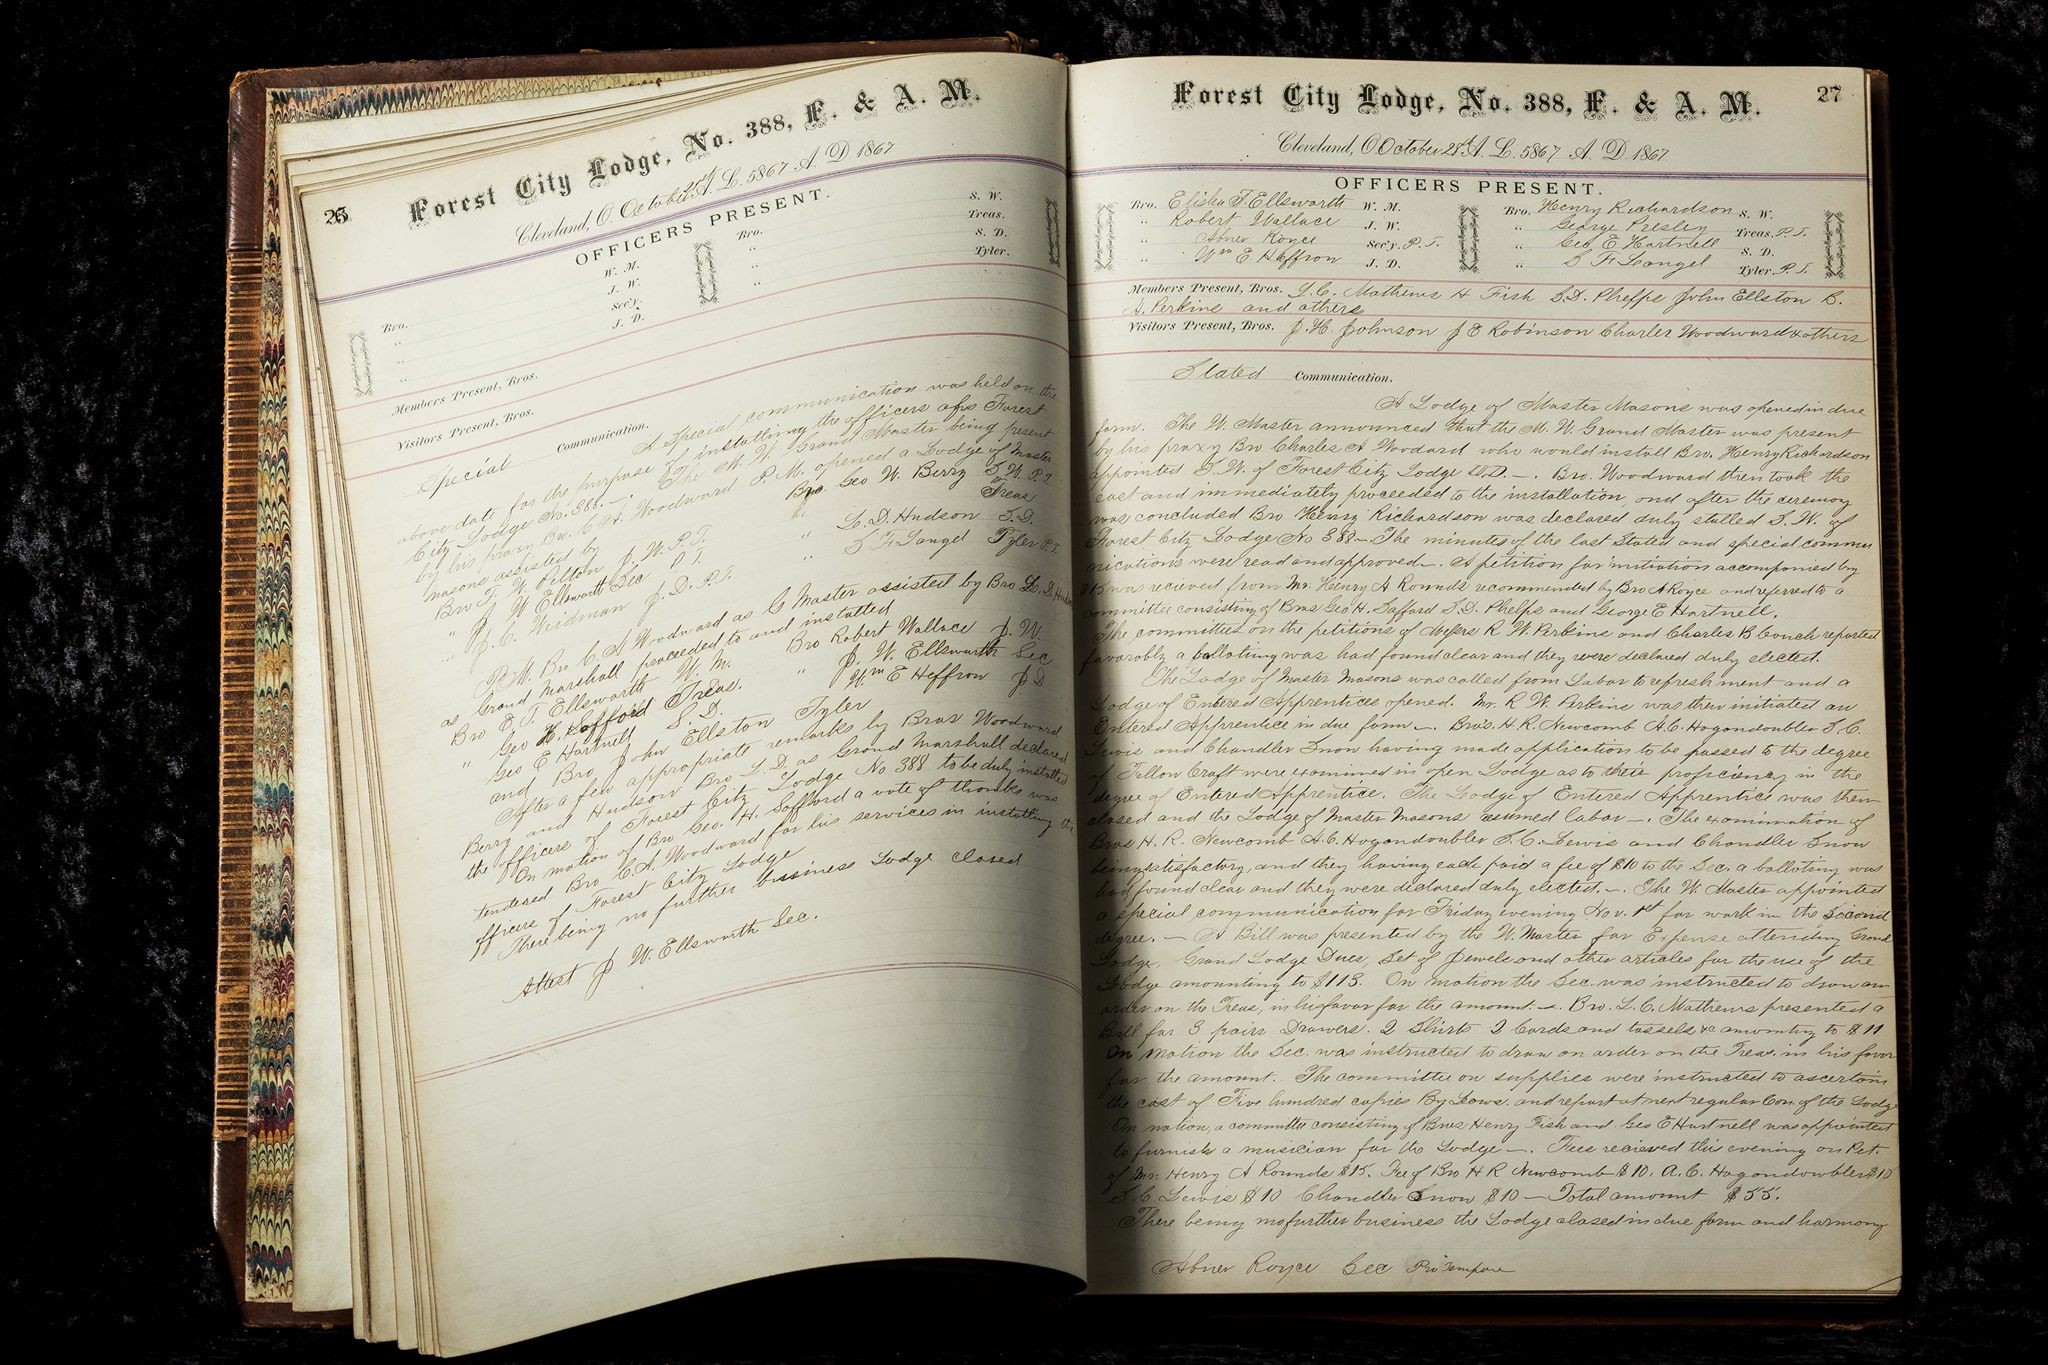 26
Forest City Lodge, No. 388, F. & A. M.
Cleveland, O. October A. L. 5867 A. D. 1867
OFFICERS PRESENT.
Bro. W. M. Bro. S. W.
" J. W. " Treas.
" Sec'y. " S. D.
" J. D. " Tyler.
Members Present, Bros.
Visitors Present, Bros.
Special Communication.
A Special communication was held on the
above date for the purpose of installing the officers of Forest
City Lodge No. 388. The M. W. Grand Master being present
by his proxy Bro. C. A. Woodward. P. M. opened a Lodge of Master
masons assisted by Bro. Geo W. Berry S. W. P. T.
Bro T. W. Pelton J. W. P. T. " Treas
" J W Ellsworth Sec P T. " L. D. Hudson S. D.
" J. C. Weidman J. D. P. T. " S F Sangel Tyler P. T.
P. M. Bro C. A Woodward as G Master assisted by Bro L. D. Hudson
as Grand Marshall proceeded to and installed
Bro E. T. Ellsworth W. M. Bro Robert Wallace J. W.
" Geo H. Safford Treas. " J. W. Ellsworth Sec
Geo E Hartnell S. D. Wm E Heffron J D
and Bro John Ellston Tyler
After a few appropriate remarks by Bros Woodward
Berry and Hudson Bro L. D. as Grand Marshall declared
the officers of Forest City Lodge No 388 to be duly installed
On motion of Bro Geo. H. Safford a vote of thanks was
tendered Bro C. A. Woodward for his services in installing the
officers of Forest City Lodge
There being no further business Lodge closed
Attest J W. Ellsworth Sec.
27
Forest City Lodge, No. 388, F. & A. M.
Cleveland, O. October A. L. 5867 A. D. 1867
OFFICERS PRESENT.
Bro. Elisha T. Ellsworth W. M. Bro. Henry Richardson S. W.
" Robert Wallace J. W. " George Presley Treas. P. T.
" Abner Royce Sec'y. P. T. " Geo E Hartnell S. D.
" Wm E Heffron J. D. " S F Sangel Tyler. P. T.
Members Present, Bros. L. C. Mathews H Fish S. D. Phelps John Ellston B.
A. Perkins and others
Visitors Present, Bros. J. H. Johnson J E Robinson Charles Woodward & others
Stated Communication.
A Lodge of Master Masons was opened in due
form. The W. Master announced that the M. W. Grand Master was present
by his proxy Bro Charles A Woodard who would install Bro. Henry Richardson
appointed S. W. of Forest City Lodge Bro. Woodward then took the
east and immediately proceeded to the installation, and after the ceremony
was concluded Bro Henry Richardson was declared duly stalled S. W. of
Forest City Lodge No 388 —. The minutes of the last Stated and special commu
nications were read and approved —. A petition for initiation accompanied by
$15 was recieved from Mr. Henry A Rounds recommended by Bro A Royce and referred to a
committee consisting of Bros Geo H. Safford S. D. Phelps and George E Hartnell.
The committies on the petitions of Messrs R. W. Perkins and Charles B Couch reported
favorably a balloting was had found clear and they were declared duly elected.
The Lodge of Master Masons was called from Labor to refreshment and a
Lodge of Entered Apprentices opened. Mr. R W. Perkins was then initiated an
Entered Apprentice in due form —. Bros. H. R. Newcomb A. C. Hogandoubler S. C.
Lewis and Chandler Snow having made application to be passed to the degree
of Fellow Craft were examined in open Lodge as to their proficiency in the
degree of Entered Apprentice. The Lodge of Entered Apprentice was then
closed and the Lodge of Master Masons resumed labor —. The examination of
Bros H. R. Newcomb A. C. Hogandoubler S. C. Lewis and Chandler Snow
being satisfactory, and they having each paid a fee of $10 to the Sec. a balloting was
had found clear and they were declared duly elected. —. The W. Master appointed
a special communication for Friday evening Nov. 1st for work in the second
degree. — A Bill was presented by the W. Master for Expense attending Grand
Lodge, Grand Lodge Dues, Set of Jewels and other articles for the use of the
Lodge amounting to $113. On motion the Sec. was instructed to draw an
order on the Treas, in his favor for the amount. —. Bro. L. C. Mathews presented a
Bill for 3 pairs Drawers. 2 Shirts 2 Cords and tassels &c amounting to $11
On motion the Sec. was instructed to draw an order on the Treas. in his favor
for the amount. The committee on supplies were instructed to ascertain
the cost of Five hundred copies By Laws. and report at next regular Com. of the Lodge
On motion, a committee consisting of Bros Henry Fish and Geo E Hartnell was appointed
to furnish a musician for the Lodge —. Fees recieved this evening on Pet.
of Mr. Henry A Rounds $15. Fee of Bro H R Newcomb $10. A. C. Hogandoubler $10
S. C. Lewis $10 Chandler Snow $10 — Total amount $55.
There being no further business the Lodge closed in due form and harmony
Abner Royce Sec Pro Tempore